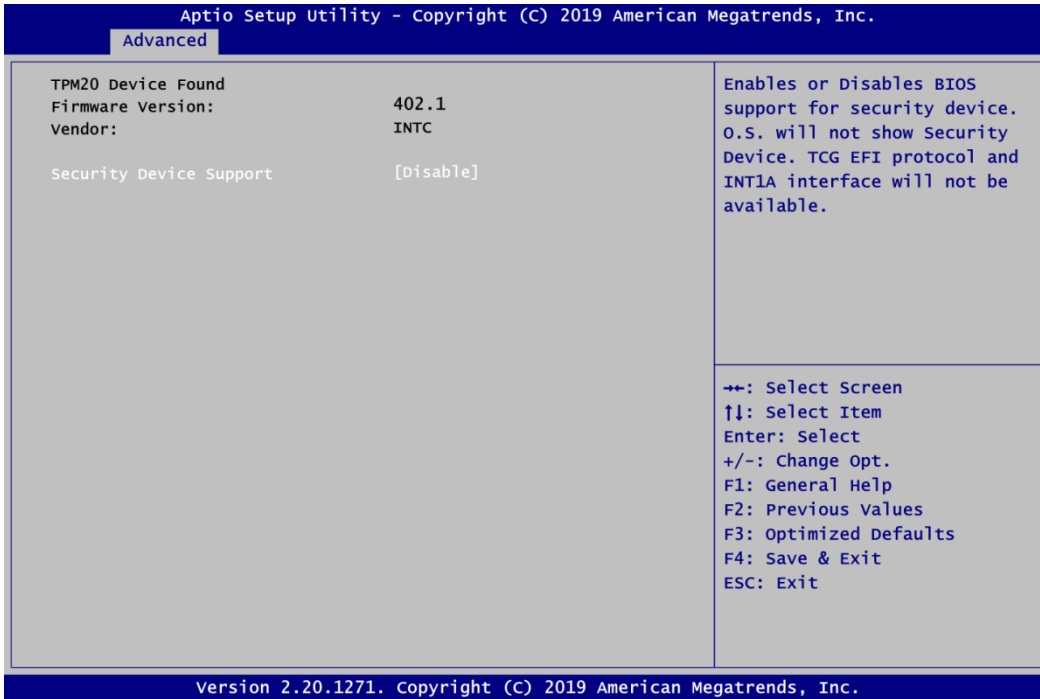 Aptio Setup Utility - Copyright (C) 2019 American Megatrends, Inc.
Advanced
TPM20 Device Found
Firmware Version: 402.1
Vendor: INTC
Security Device Support [Disable]
Enables or Disables BIOS
support for security device.
O.S. will not show Security
Device. TCG EFI protocol and
INT1A interface will not be
available.
→←: Select Screen
↑↓: Select Item
Enter: Select
+/-: Change Opt.
F1: General Help
F2: Previous Values
F3: Optimized Defaults
F4: Save & Exit
ESC: Exit
Version 2.20.1271. Copyright (C) 2019 American Megatrends, Inc.